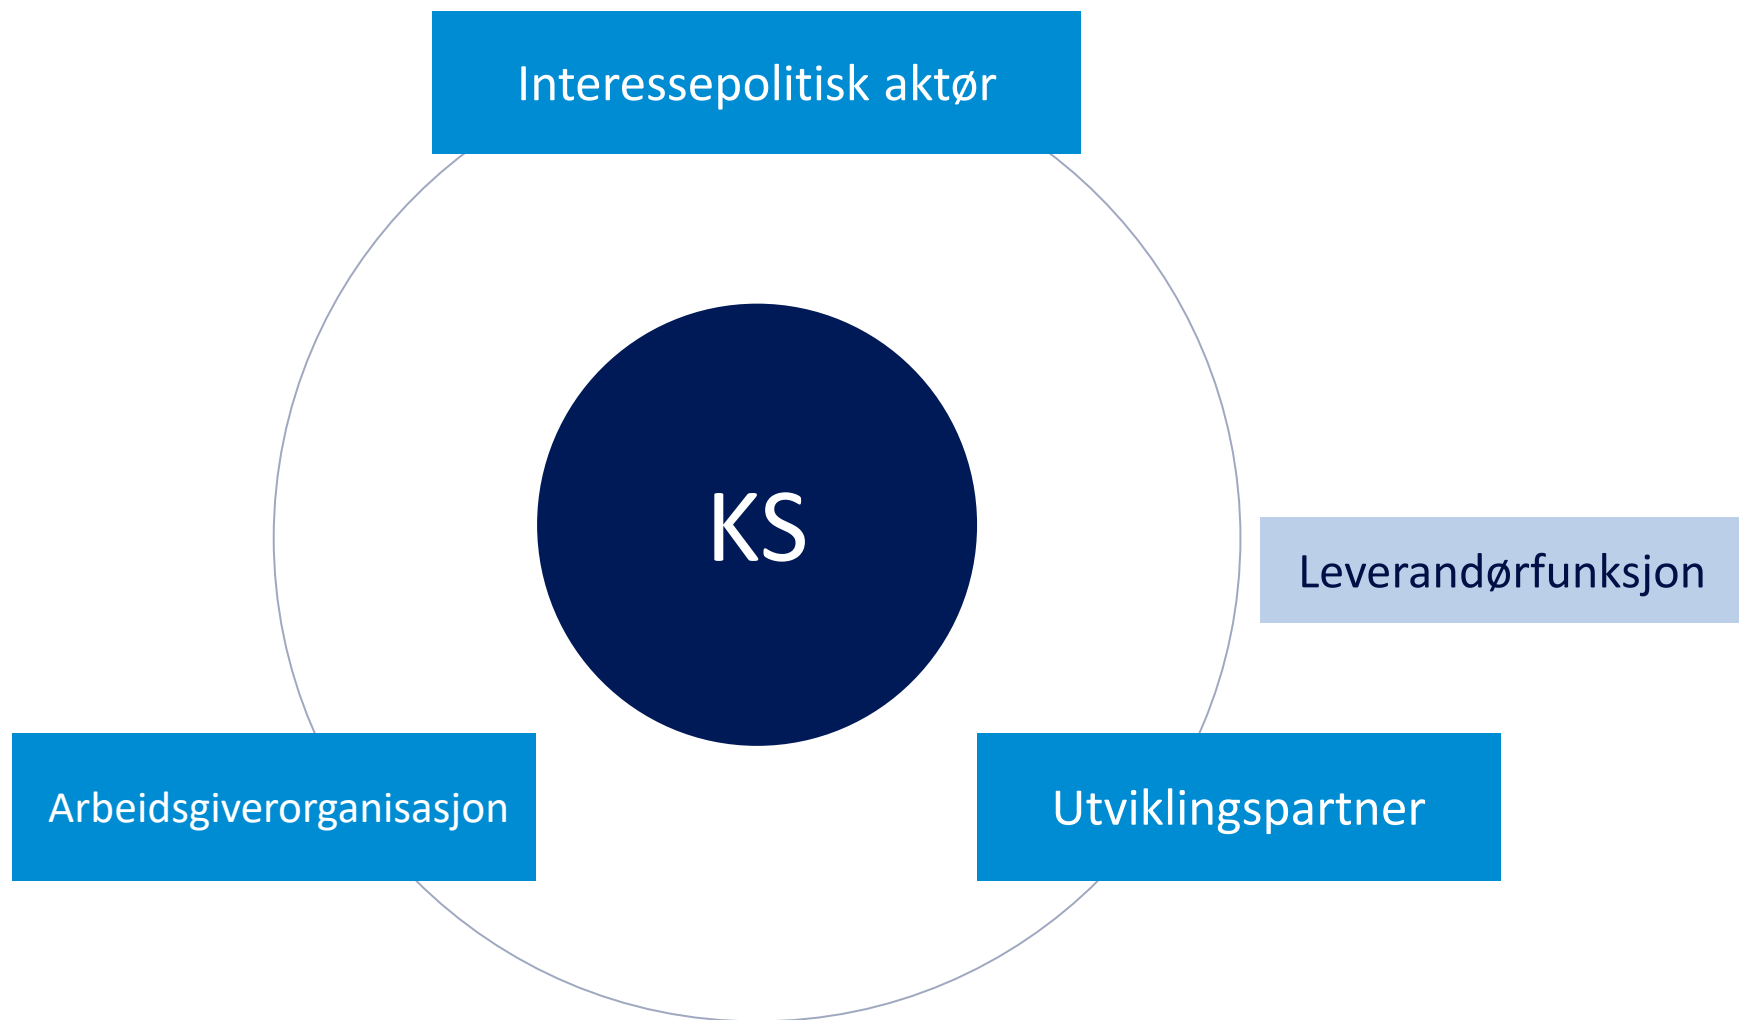 Interessepolitisk aktør
KS
Leverandørfunksjon
Arbeidsgiverorganisasjon
Utviklingspartner